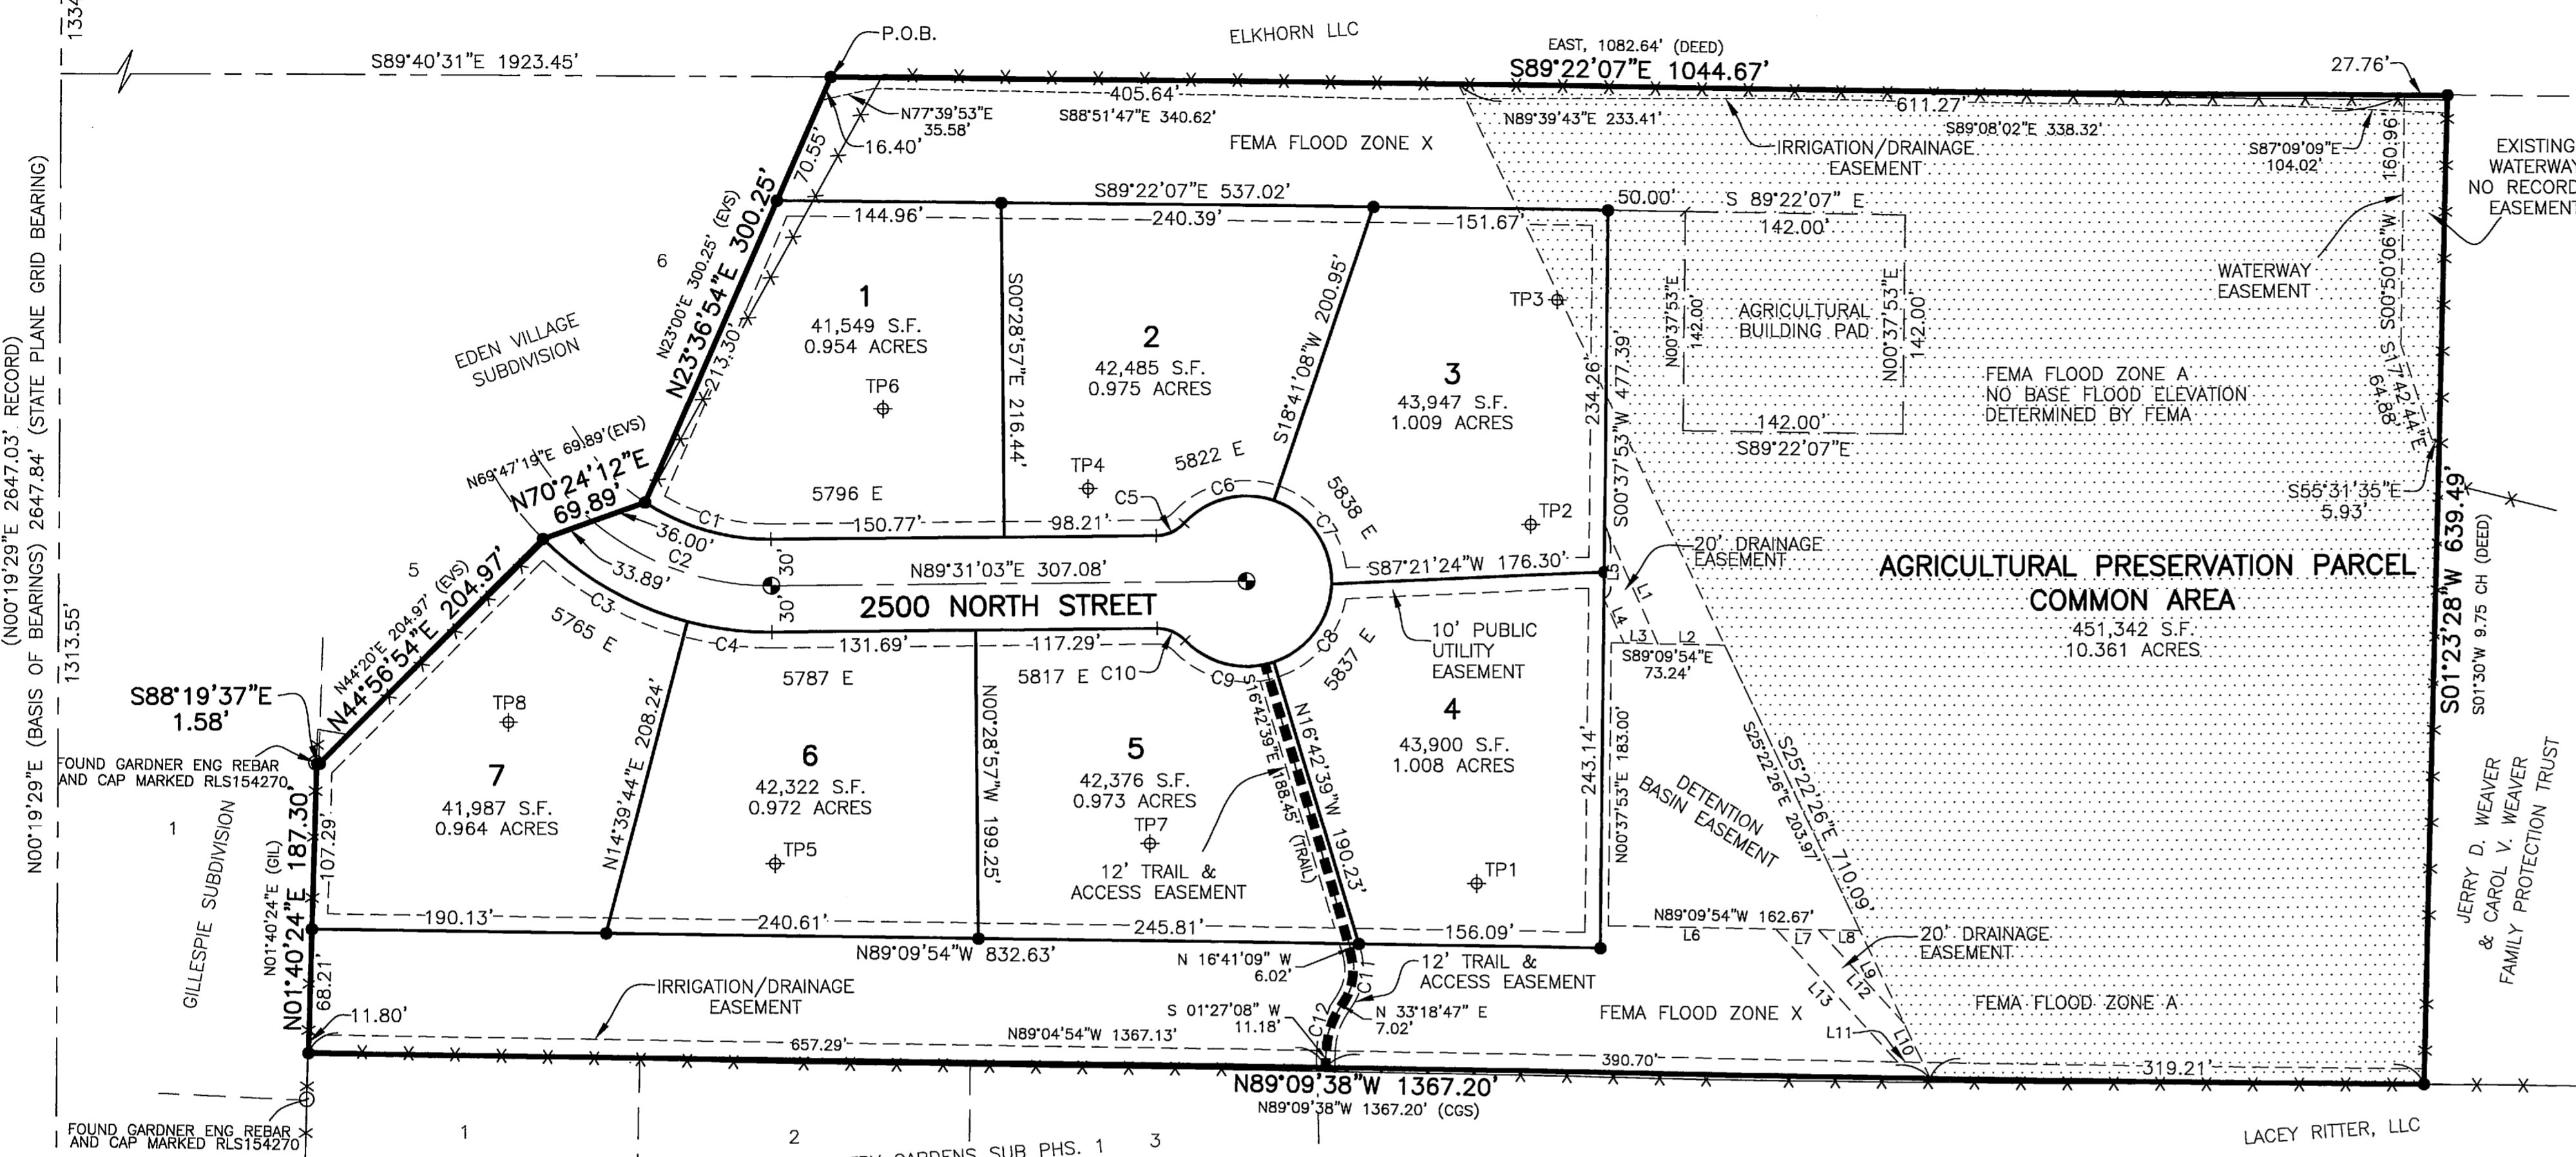 1334
P.O.B.
ELKHORN LLC
S89°40'31"E 1923.45'
EAST, 1082.64' (DEED)
S89°22'07"E 1044.67'
27.76'
405.64'
611.27'
N77°39'53"E
35.58'
S88°51'47"E 340.62'
N89°39'43"E 233.41'
S89°08'02"E 338.32'
16.40'
70.55'
FEMA FLOOD ZONE X
IRRIGATION/DRAINAGE
EASEMENT
S87°09'09"E
104.02'
160.96'
S00°50'06"W
EXISTING
WATERWAY
NO RECORD
EASEMENT
S89°22'07"E 537.02'
144.96'
240.39'
151.67'
50.00'
S 89°22'07" E
142.00'
N23°36'54"E 300.25'
N23°00'E 300.25' (EVS)
213.30'
6
EDEN VILLAGE
SUBDIVISION
1
41,549 S.F.
0.954 ACRES
TP6
S00°28'57"E 216.44'
2
42,485 S.F.
0.975 ACRES
TP4
S18°41'08"W 200.95'
3
43,947 S.F.
1.009 ACRES
TP3
TP2
234.26'
S00°37'53"W 477.39'
N00°37'53"E
142.00'
AGRICULTURAL
BUILDING PAD
N00°37'53"E
142.00'
142.00'
S89°22'07"E
WATERWAY
EASEMENT
FEMA FLOOD ZONE A
NO BASE FLOOD ELEVATION
DETERMINED BY FEMA
S17°42'44"E
64.88'
S55°31'35"E
5.93'
(N00°19'29"E 2647.03' RECORD)
N00°19'29"E (BASIS OF BEARINGS) 2647.84' (STATE PLANE GRID BEARING)
1313.55'
N69°47'19"E 69.89' (EVS)
N70°24'12"E
69.89'
36.00'
33.89'
C1
C2
C3
C4
5796 E
150.77'
98.21'
C5
5822 E
C6
5838 E
C7
30'
30'
N89°31'03"E 307.08'
2500 NORTH STREET
131.69'
117.29'
5765 E
5787 E
5817 E
C10
C9
C8
5837 E
S87°21'24"W 176.30'
10' PUBLIC
UTILITY
EASEMENT
20' DRAINAGE
EASEMENT
L5
L1
L4
L3
L2
S89°09'54"E
73.24'
AGRICULTURAL PRESERVATION PARCEL
COMMON AREA
451,342 S.F.
10.361 ACRES
S01°23'28"W 639.49'
S01°30'W 9.75 CH (DEED)
5
N44°20'E 204.97' (EVS)
N44°56'54"E 204.97'
S88°19'37"E
1.58'
FOUND GARDNER ENG REBAR
AND CAP MARKED RLS154270
TP8
7
41,987 S.F.
0.964 ACRES
N14°39'44"E 208.24'
6
42,322 S.F.
0.972 ACRES
TP5
N00°28'57"W 199.25'
5
42,376 S.F.
0.973 ACRES
TP7
12' TRAIL &
ACCESS EASEMENT
S16°42'39"E 188.45' (TRAIL)
N16°42'39"W 190.23'
4
43,900 S.F.
1.008 ACRES
TP1
243.14'
N00°37'53"E 183.00'
DETENTION
BASIN EASEMENT
S25°22'26"E 203.97'
S25°22'26"E 710.09'
1
GILLESPIE SUBDIVISION
N01°40'24"E (GIL)
N01°40'24"E 187.30'
107.29'
68.21'
190.13'
240.61'
245.81'
156.09'
N89°09'54"W 832.63'
N89°09'54"W 162.67'
L6
L7
L8
20' DRAINAGE
EASEMENT
L9
L12
L13
L11
L10
N 16°41'09" W
6.02'
C11
12' TRAIL &
ACCESS EASEMENT
N 33°18'47" E
7.02'
S 01°27'08" W
11.18'
C12
FEMA FLOOD ZONE X
FEMA FLOOD ZONE A
11.80'
IRRIGATION/DRAINAGE
EASEMENT
N89°04'54"W 1367.13'
657.29'
390.70'
319.21'
N89°09'38"W 1367.20'
N89°09'38"W 1367.20' (CGS)
JERRY D. WEAVER
& CAROL V. WEAVER
FAMILY PROTECTION TRUST
FOUND GARDNER ENG REBAR
AND CAP MARKED RLS154270
1
2
3
GARDENS SUB PHS. 1
LACEY RITTER, LLC